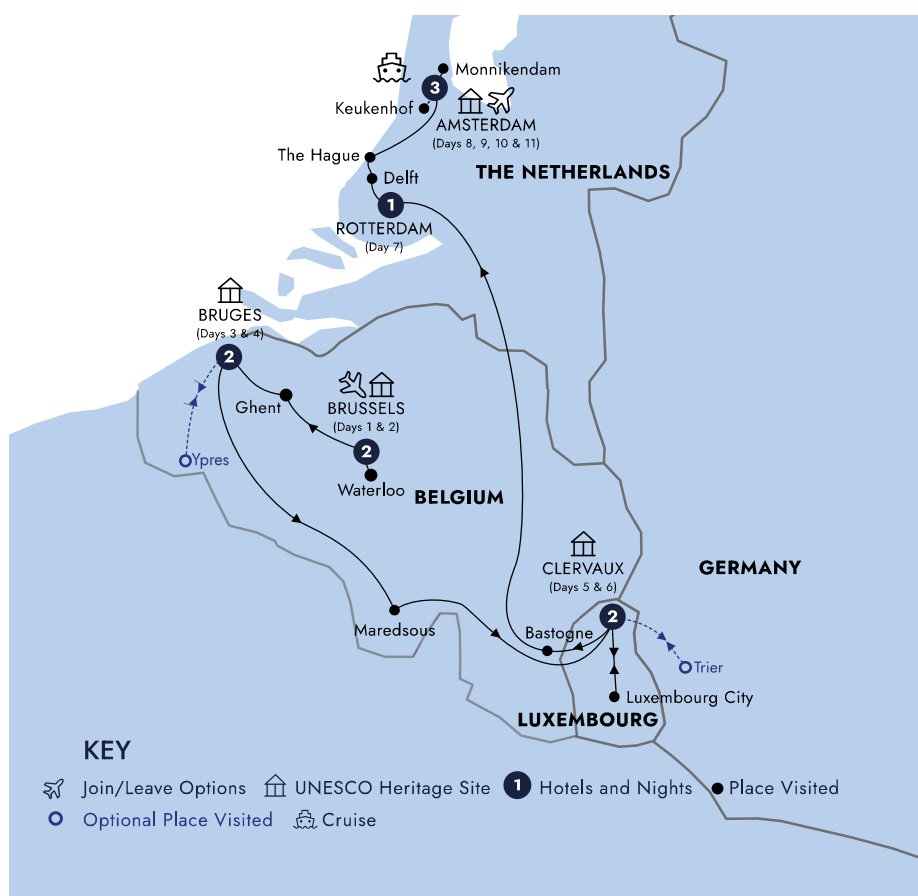 Monnikendam
3
Keukenhof
AMSTERDAM
(Days 8, 9, 10 & 11)
The Hague
THE NETHERLANDS
Delft
1
ROTTERDAM
(Day 7)
BRUGES
(Days 3 & 4)
2
Ghent
BRUSSELS
(Days 1 & 2)
2
Ypres
Waterloo
BELGIUM
CLERVAUX
(Days 5 & 6)
GERMANY
2
Maredsous
Bastogne
Trier
Luxembourg City
LUXEMBOURG
KEY
Join/Leave Options UNESCO Heritage Site 1 Hotels and Nights Place Visited
Optional Place Visited Cruise